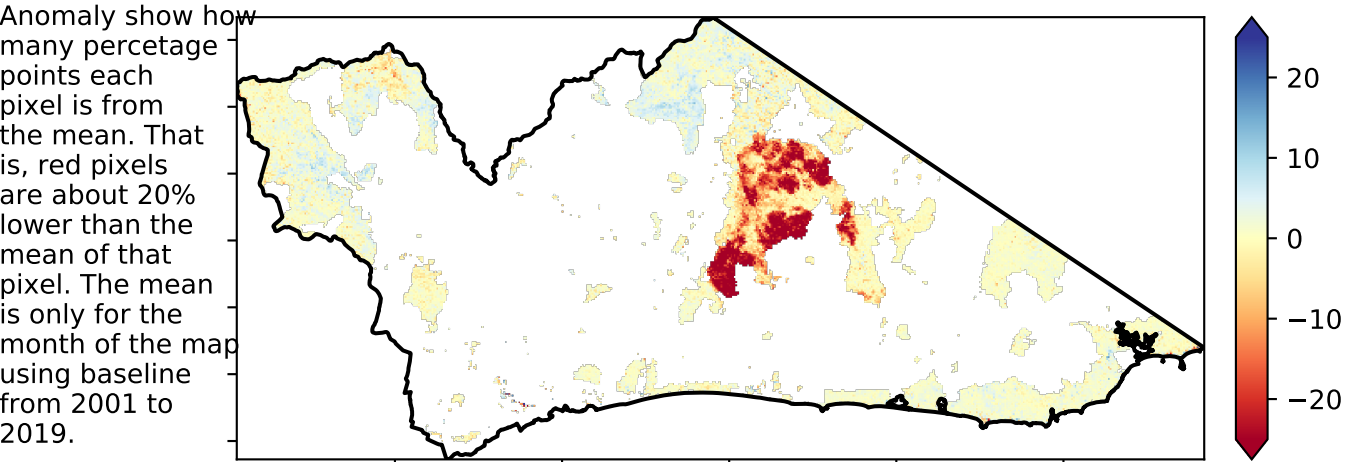 Anomaly show how
many percetage
points each
pixel is from
the mean. That
is, red pixels
are about 20%
lower than the
mean of that
pixel. The mean
is only for the
month of the map
using baseline
from 2001 to
2019.
20
10
0
−10
−20